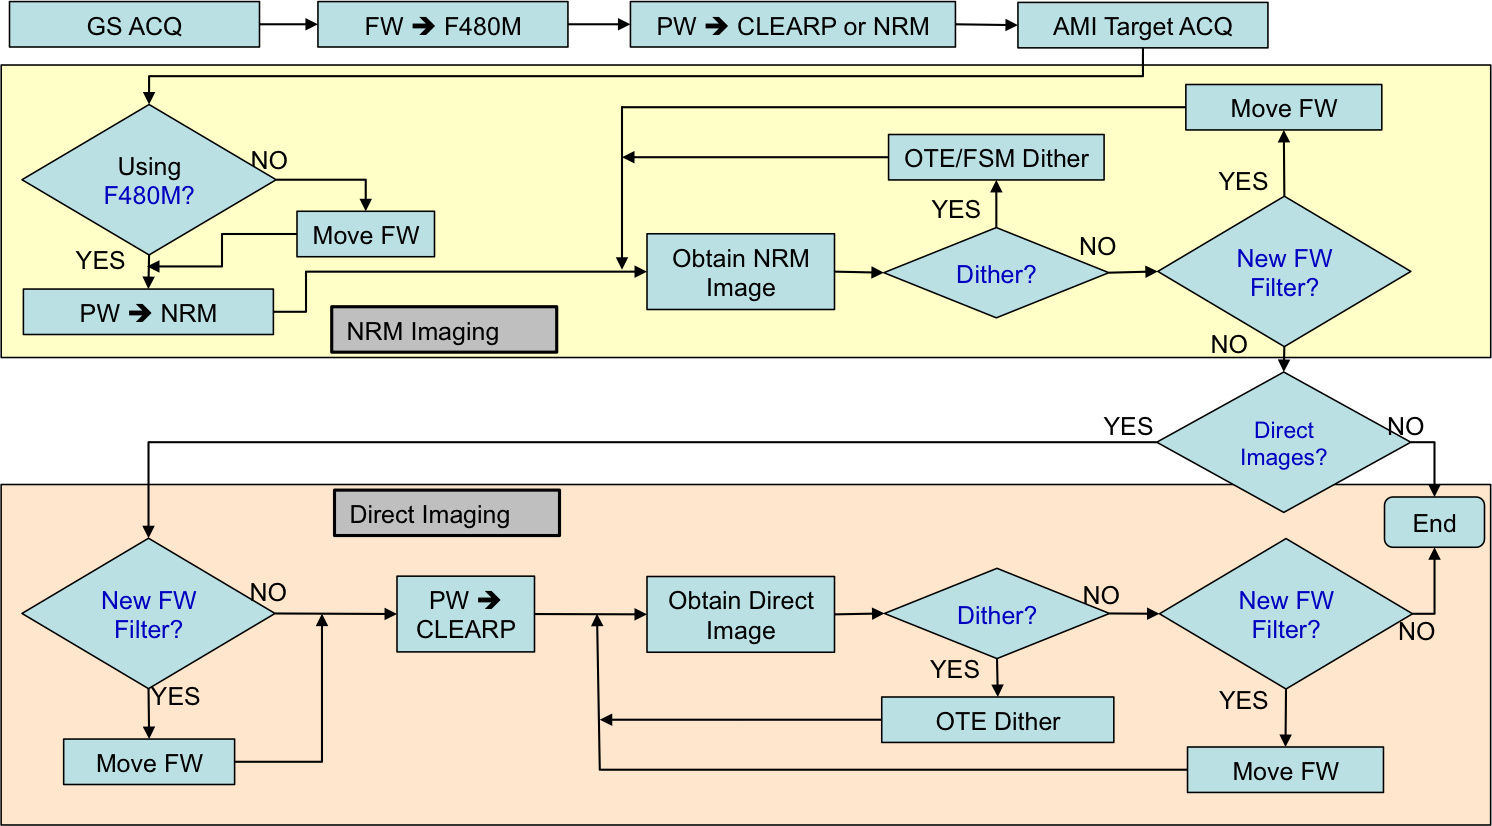 GS ACQ
FW ➔ F480M
PW ➔ CLEARP or NRM
AMI Target ACQ
Move FW
Using
F480M?
NO
OTE/FSM Dither
YES
YES
Move FW
YES
Obtain NRM
Image
Dither?
NO
New FW
Filter?
PW ➔ NRM
NRM Imaging
NO
YES
Direct
Images?
NO
Direct Imaging
End
New FW
Filter?
NO
PW ➔
CLEARP
Obtain Direct
Image
Dither?
NO
New FW
Filter?
NO
YES
YES
YES
OTE Dither
Move FW
Move FW